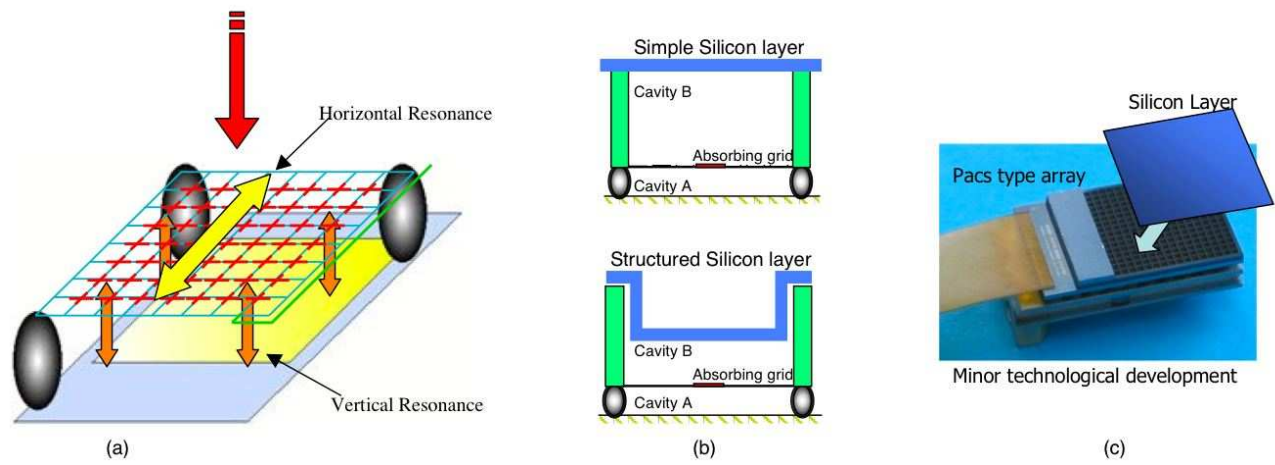 Horizontal Resonance
Vertical Resonance
(a)
Simple Silicon layer
Cavity B
Absorbing grid
Cavity A
Structured Silicon layer
Cavity B
Absorbing grid
Cavity A
(b)
Silicon Layer
Pacs type array
Minor technological development
(c)